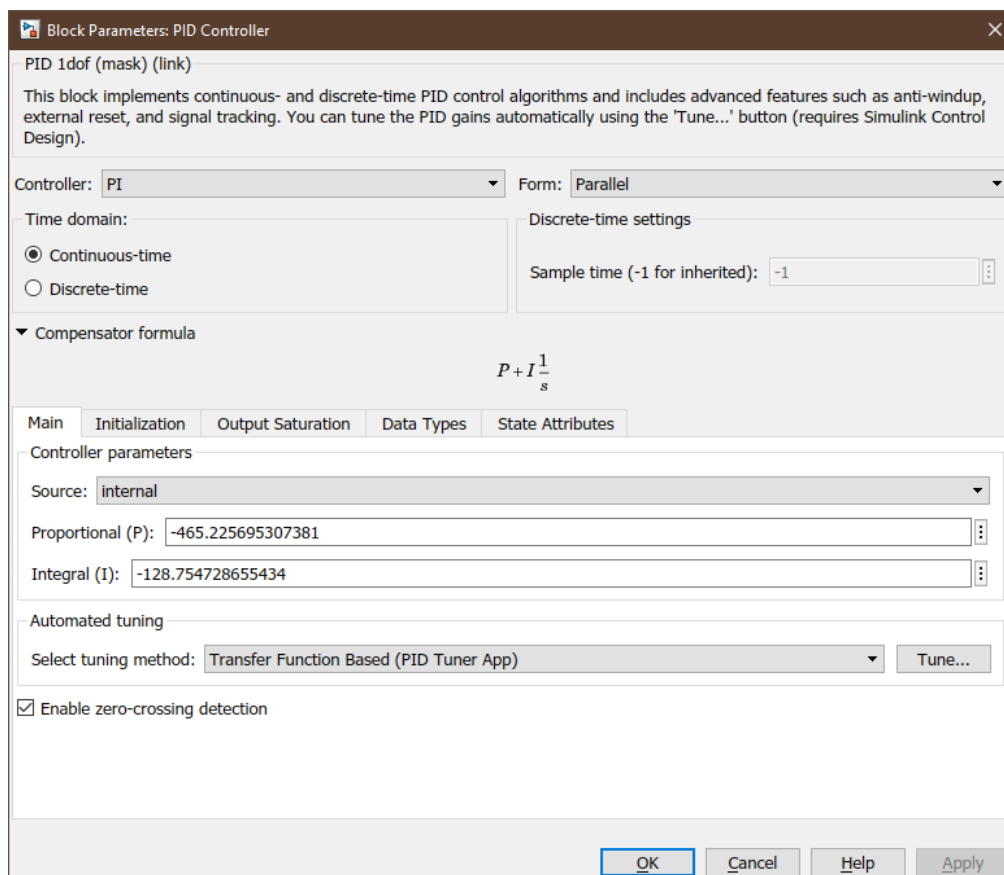 Block Parameters: PID Controller
PID 1dof (mask) (link)
This block implements continuous- and discrete-time PID control algorithms and includes advanced features such as anti-windup,
external reset, and signal tracking. You can tune the PID gains automatically using the 'Tune...' button (requires Simulink Control
Design).
Controller: PI Form: Parallel
Time domain: Discrete-time settings
Continuous-time
Sample time (-1 for inherited): -1
Discrete-time
Compensator formula
P + I 1/s
Main Initialization Output Saturation Data Types State Attributes
Controller parameters
Source: internal
Proportional (P): -465.225695307381
Integral (I): -128.754728655434
Automated tuning
Select tuning method: Transfer Function Based (PID Tuner App) Tune...
Enable zero-crossing detection
OK Cancel Help Apply